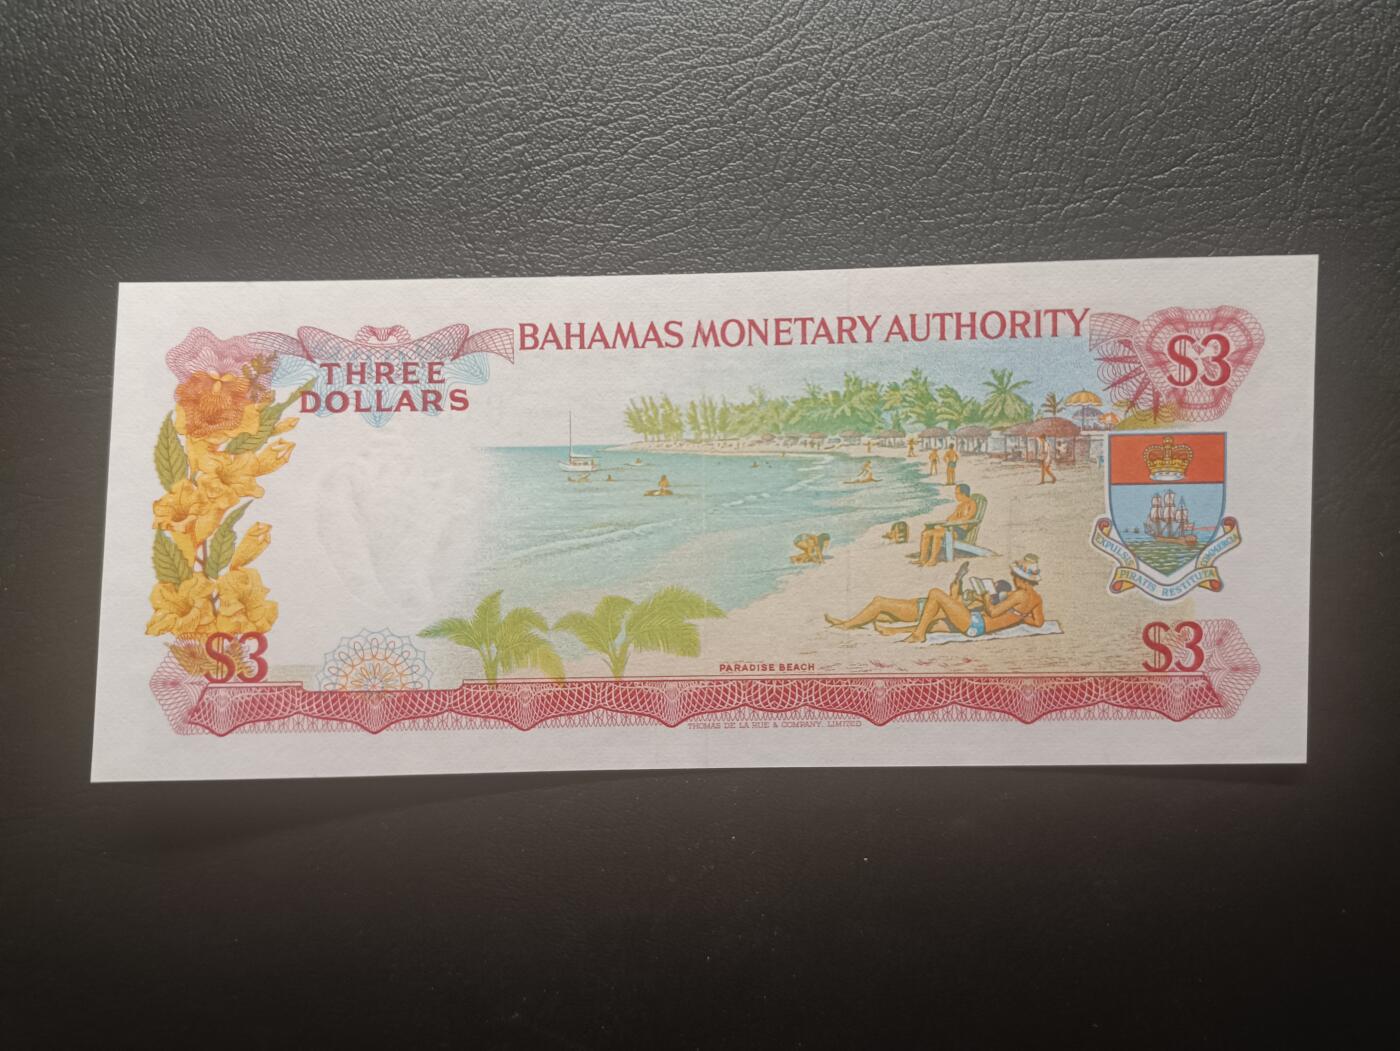 BAHAMAS MONETARY AUTHORITY
THREE
DOLLARS
$3
EXPULSIS PIRATIS RESTITUTA COMMERCIA
$3
$3
PARADISE BEACH
THOMAS DE LA RUE & COMPANY, LIMITED